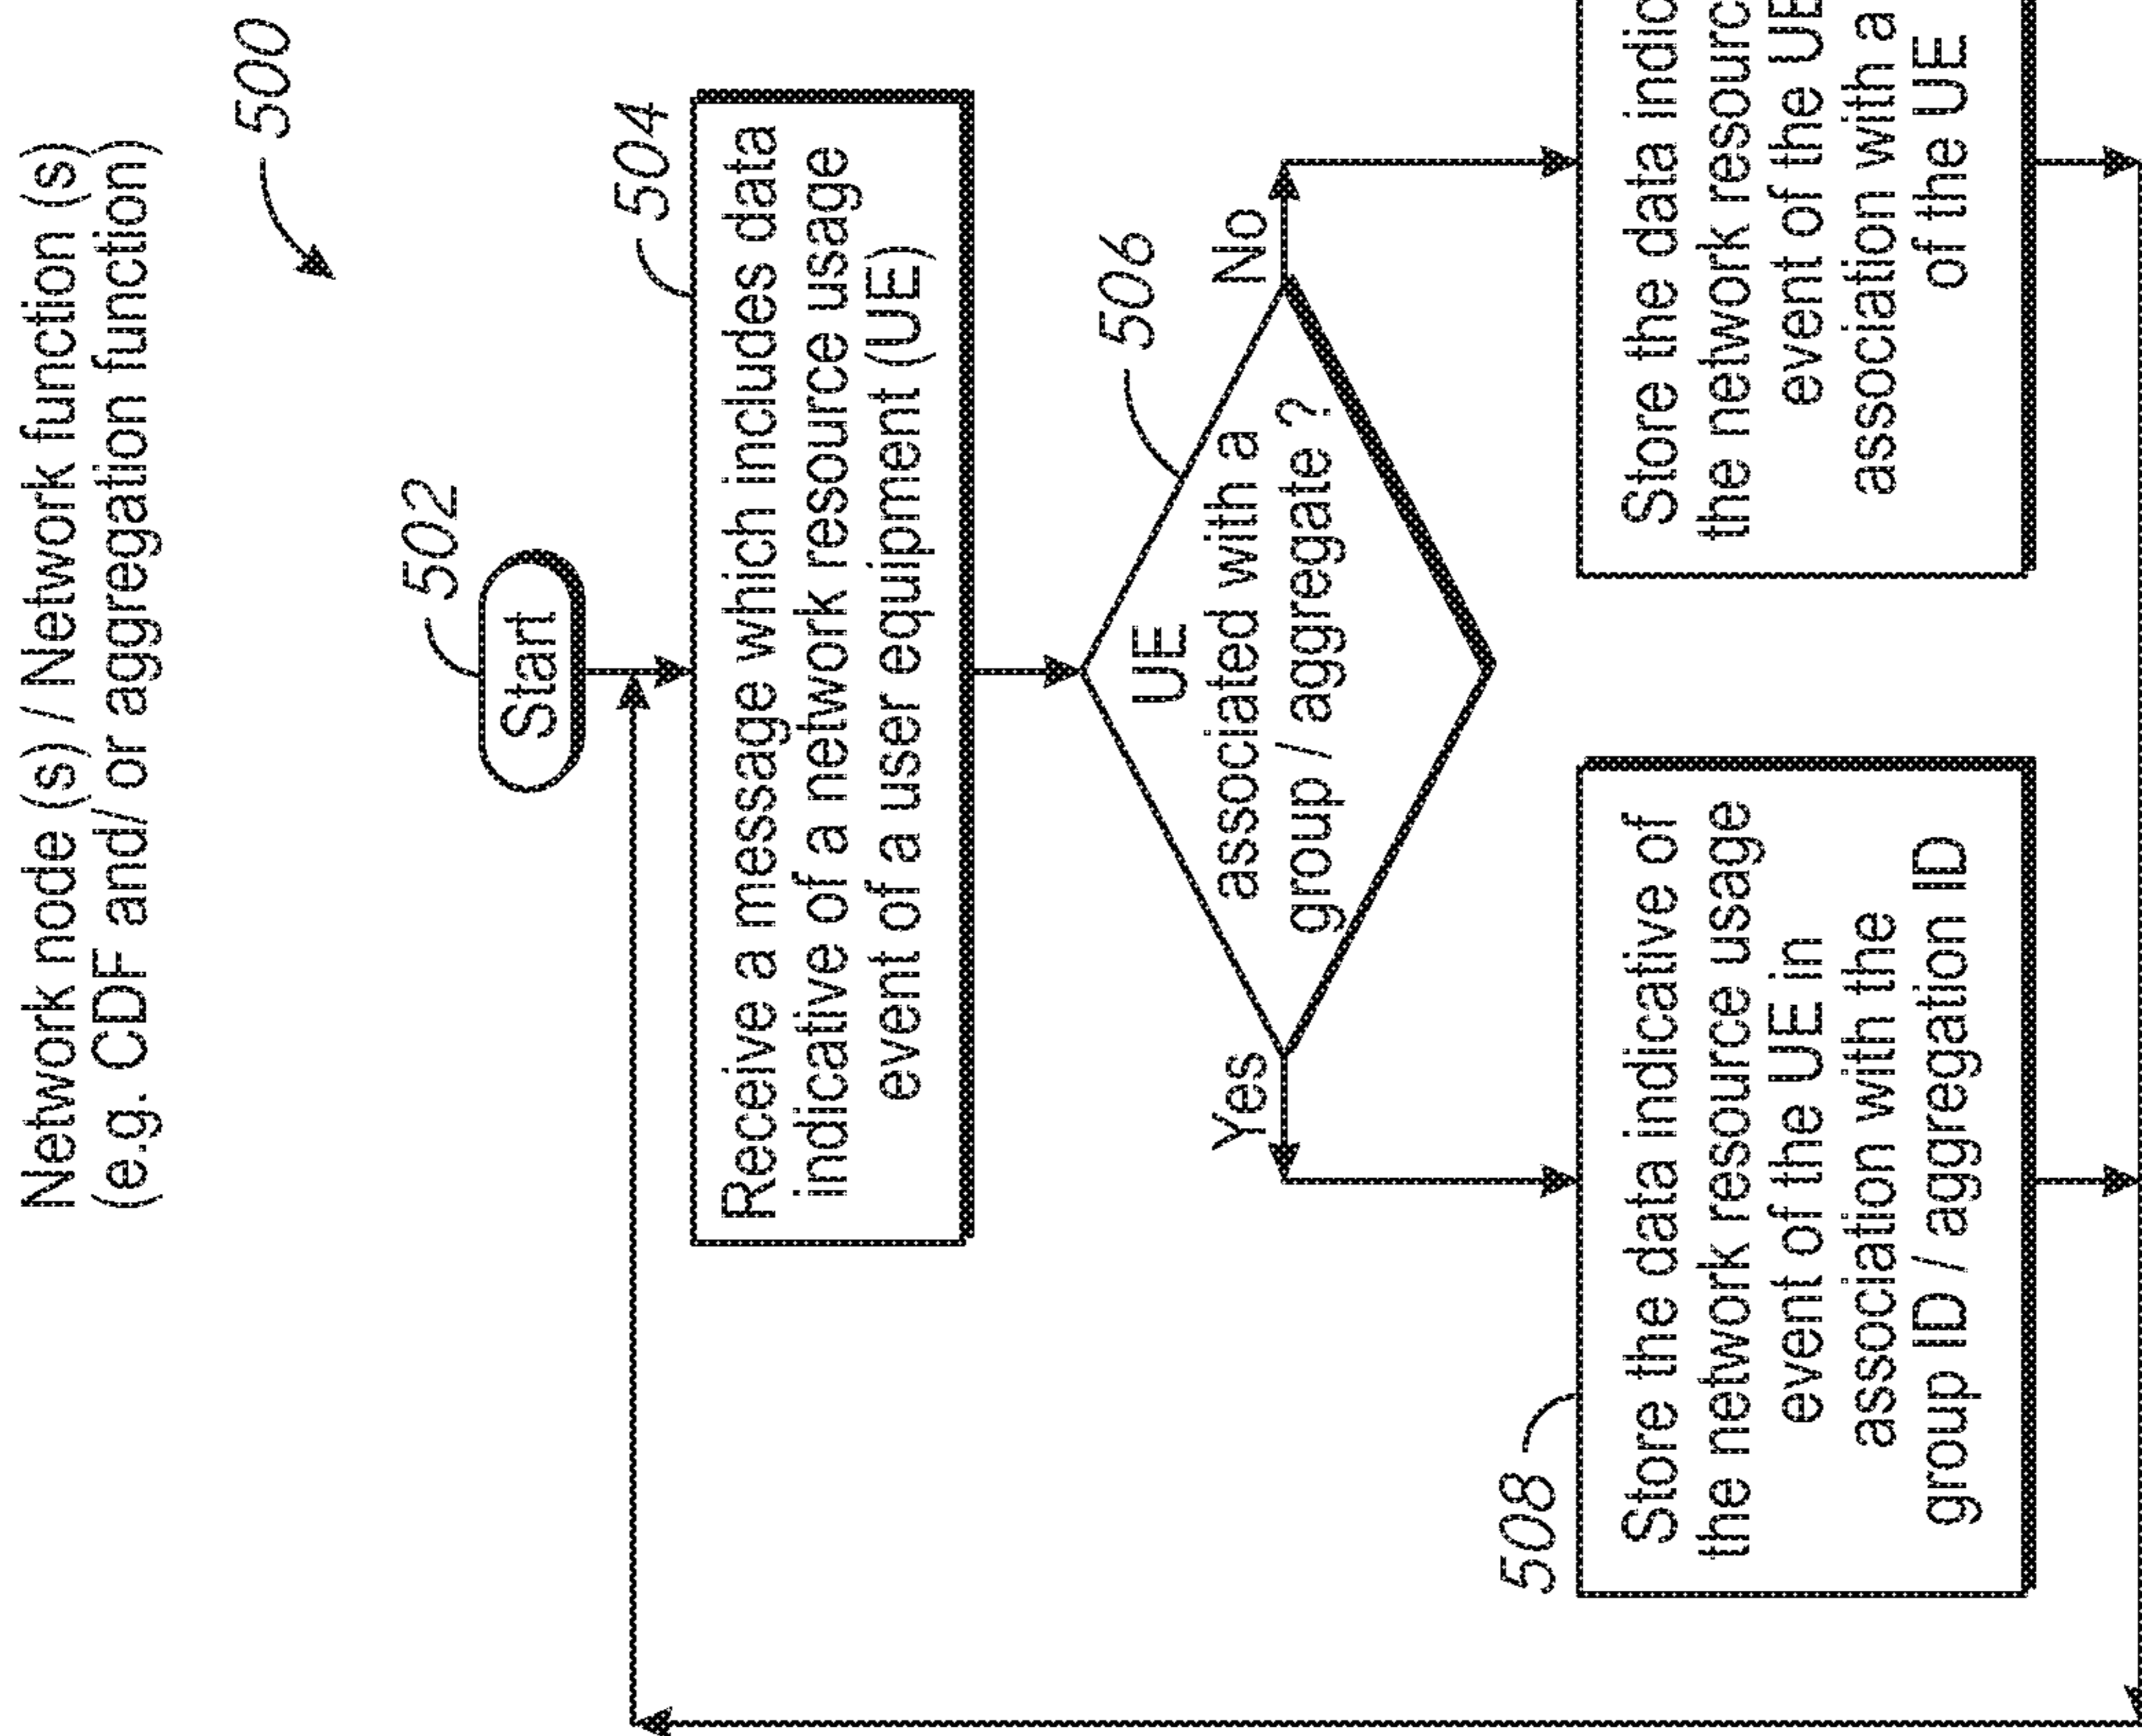 Network node (s) / Network function (s)
(e.g. CDF and/ or aggregation function)
500
502
Start
504
Receive a message which includes data
indicative of a network resource usage
event of a user equipment (UE)
506
UE
associated with a
group / aggregate ?
Yes
No
508
Store the data indicative of
the network resource usage
event of the UE in
association with the
group ID / aggregation ID
Store the data
the network
event of the UE
association with a
of the UE